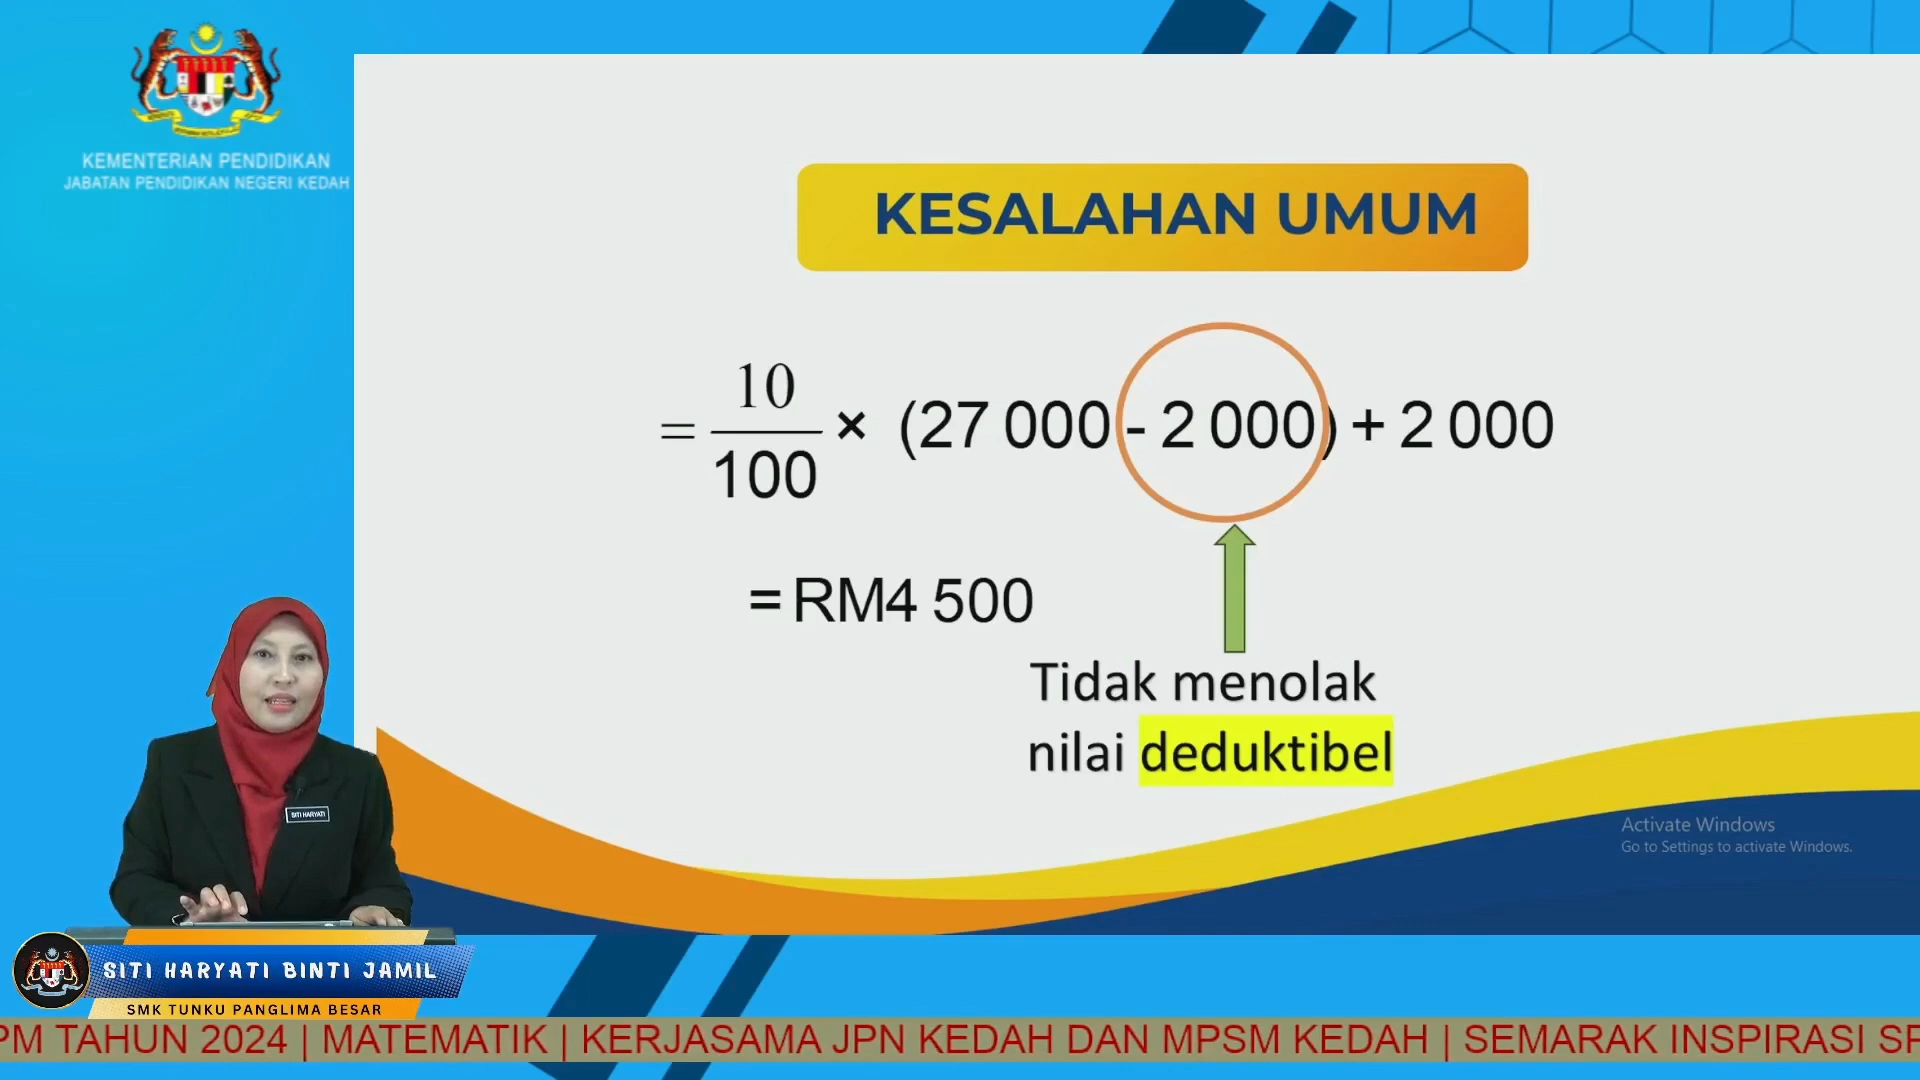 KEMENTERIAN PENDIDIKAN
JABATAN PENDIDIKAN NEGERI KEDAH
KESALAHAN UMUM
= 10/100 × (27 000 - 2 000) + 2 000
= RM4 500
Tidak menolak
nilai deduktibel
Activate Windows
Go to Settings to activate Windows.
SITI HARYATI
SITI HARYATI BINTI JAMIL
SMK TUNKU PANGLIMA BESAR
PM TAHUN 2024 | MATEMATIK | KERJASAMA JPN KEDAH DAN MPSM KEDAH | SEMARAK INSPIRASI SP